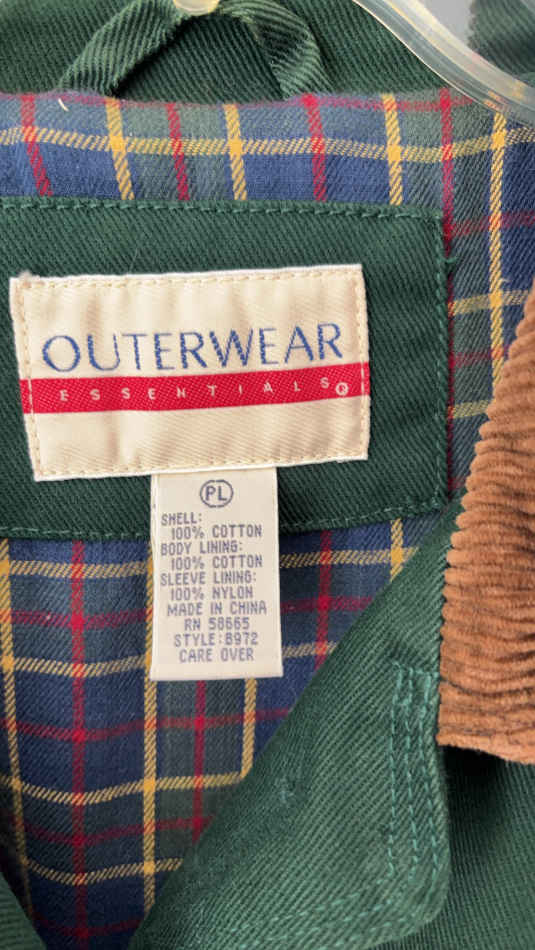 OUTERWEAR
ESSENTIALS®
PL
SHELL:
100% COTTON
BODY LINING:
100% COTTON
SLEEVE LINING:
100% NYLON
MADE IN CHINA
RN 58665
STYLE:B972
CARE OVER